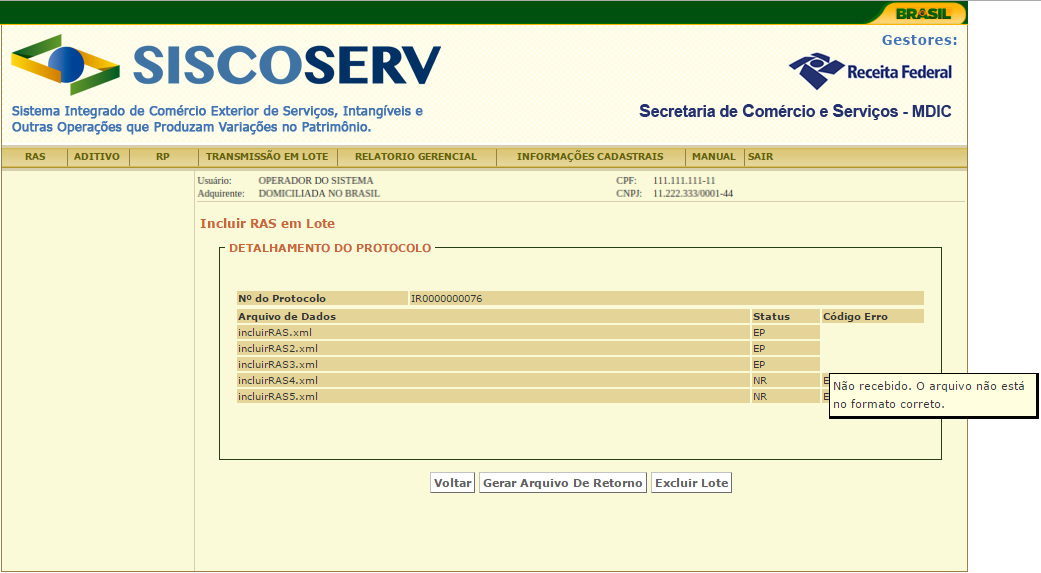 BRASIL
Gestores:
SISCOSERV
Receita Federal
Sistema Integrado de Comércio Exterior de Serviços, Intangíveis e
Outras Operações que Produzam Variações no Patrimônio.
Secretaria de Comércio e Serviços - MDIC
RAS ADITIVO RP TRANSMISSÃO EM LOTE RELATORIO GERENCIAL INFORMAÇÕES CADASTRAIS MANUAL SAIR
Usuário: OPERADOR DO SISTEMA CPF: 111.111.111-11
Adquirente: DOMICILIADA NO BRASIL CNPJ: 11.222.333/0001-44
Incluir RAS em Lote
DETALHAMENTO DO PROTOCOLO
Nº do Protocolo IR0000000076
Arquivo de Dados Status Código Erro
incluirRAS.xml EP
incluirRAS2.xml EP
incluirRAS3.xml EP
incluirRAS4.xml NR
incluirRAS5.xml NR
Não recebido. O arquivo não está
no formato correto.
Voltar Gerar Arquivo De Retorno Excluir Lote